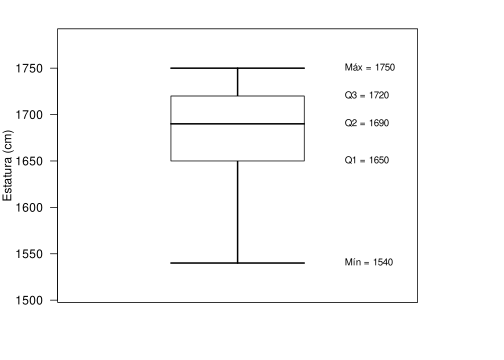 Estatura (cm)
1750
1700
1650
1600
1550
1500
Máx = 1750
Q3 = 1720
Q2 = 1690
Q1 = 1650
Mín = 1540